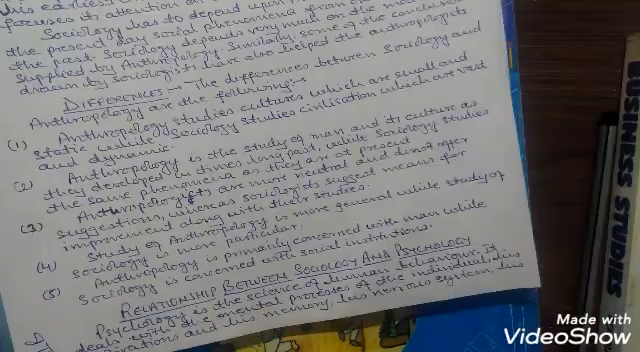 his earliest
focuses its attention on
Sociology has to depend upon
the present day social phenomena from
the past. Sociology depends very much on the
supplied by Anthropology. Similarly some of the conclusions
drawn by sociologists have also helped the anthropologists
DIFFERENCES:- The differences between Sociology and
Anthropology are the following:-
(1) Anthropology studies cultures which are small and
static while Sociology studies civilisation which are vast
and dynamic.
(2) Anthropology is the study of man and its culture as
they developed in times long past, whilst Sociology studies
the same phenomena as they are at present.
(3) Anthropologists are more neutral and donot offer
suggestions, whereas sociologists suggest means for
improvement along with their studies.
(4) Study of Anthropology is more general while study of
Sociology is more particular.
(5) Anthropology is primarily concerned with man while
Sociology is concerned with social institutions.
RELATIONSHIP BETWEEN SOCIOLOGY AND PSYCHOLOGY
Psychology is the science of human behaviour. It
deals with the mental processes of the individual, his
and his memory, his nervous system, his
BUSINESS STUDIES
Made with
VideoShow